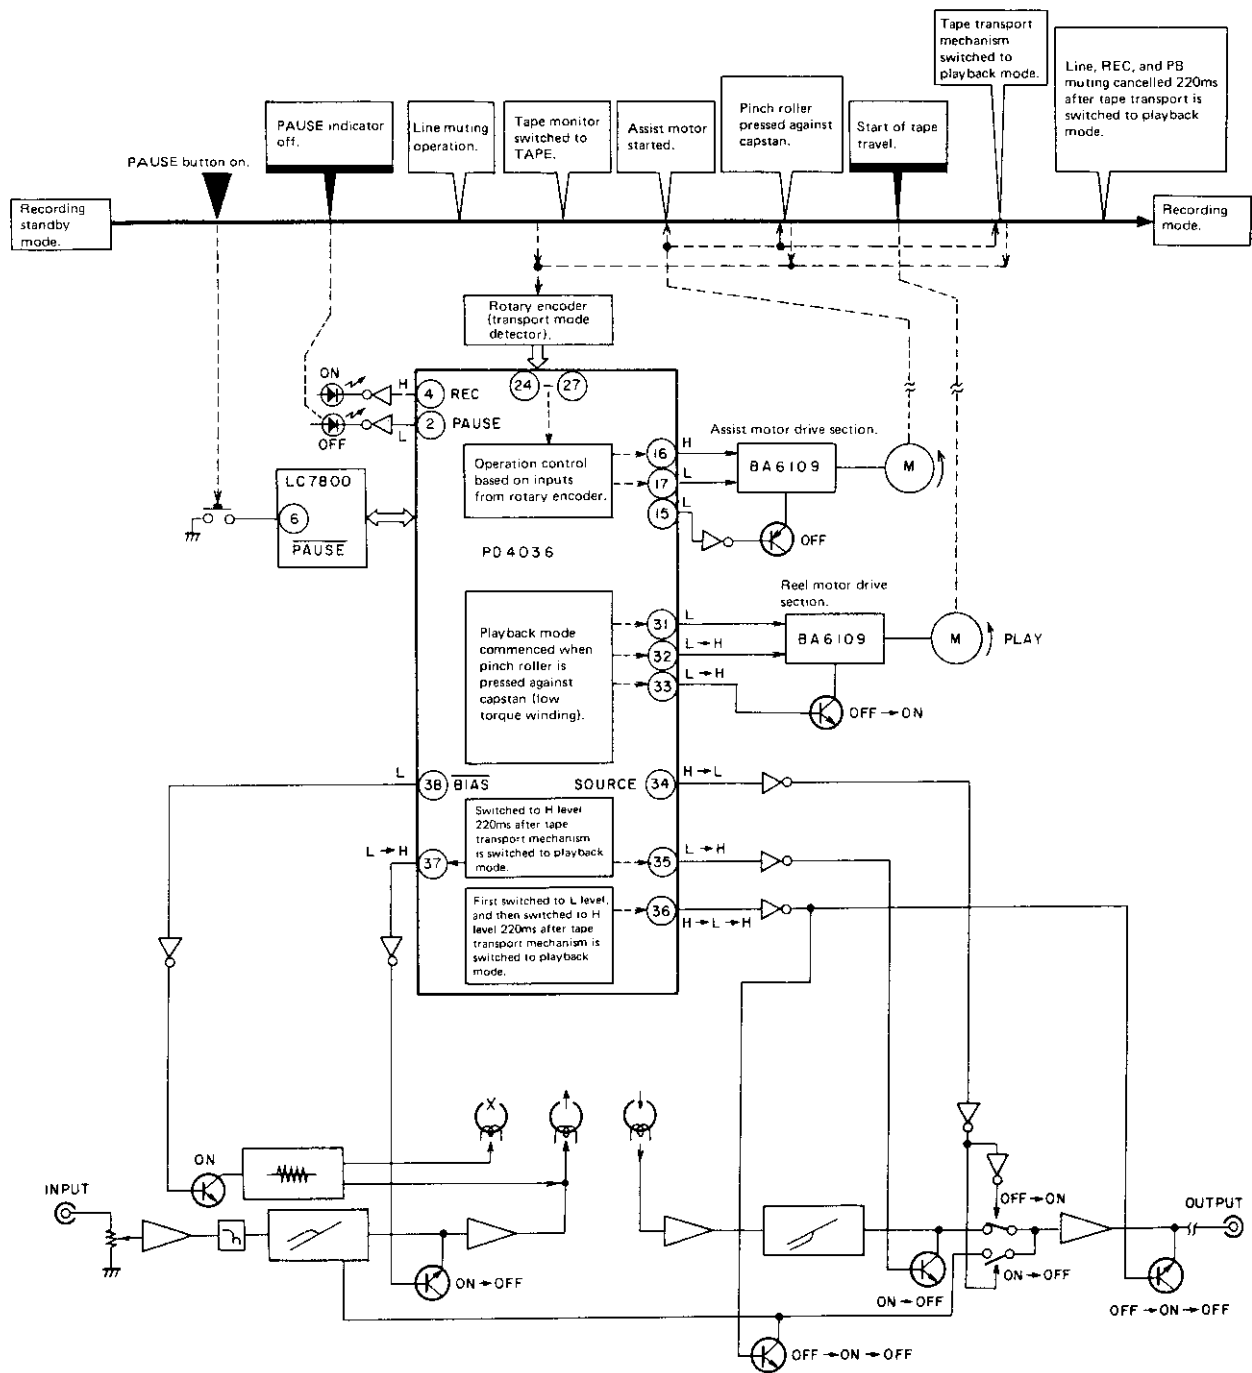 Tape transport
mechanism
switched to
playback mode.
Line, REC, and PB
muting cancelled 220ms
after tape transport is
switched to playback
mode.
PAUSE indicator
off.
Line muting
operation.
Tape monitor
switched to
TAPE.
Assist motor
started.
Pinch roller
pressed against
capstan.
Start of tape
travel.
PAUSE button on.
Recording
standby
mode.
Recording
mode.
Rotary encoder
(transport mode
detector).
ON
H
4 REC
24 - 27
OFF
L
2 PAUSE
Operation control
based on inputs
from rotary encoder.
16 H
17 L
15 L
Assist motor drive section.
BA6109
M
OFF
LC7800
6
PAUSE
PD4036
Reel motor drive
section.
Playback mode
commenced when
pinch roller is
pressed against
capstan (low
torque winding).
31 L
32 L→H
33 L→H
BA6109
M PLAY
OFF→ON
L
38 BIAS
SOURCE 34
H→L
Switched to H level
220ms after tape
transport mechanism
is switched to playback
mode.
L→H
37
35
L→H
First switched to L level,
and then switched to H
level 220ms after tape
transport mechanism is
switched to playback
mode.
36
H→L→H
X
ON
INPUT
OFF→ON
OUTPUT
ON→OFF
ON→OFF
ON→OFF
OFF→ON→OFF
OFF→ON→OFF